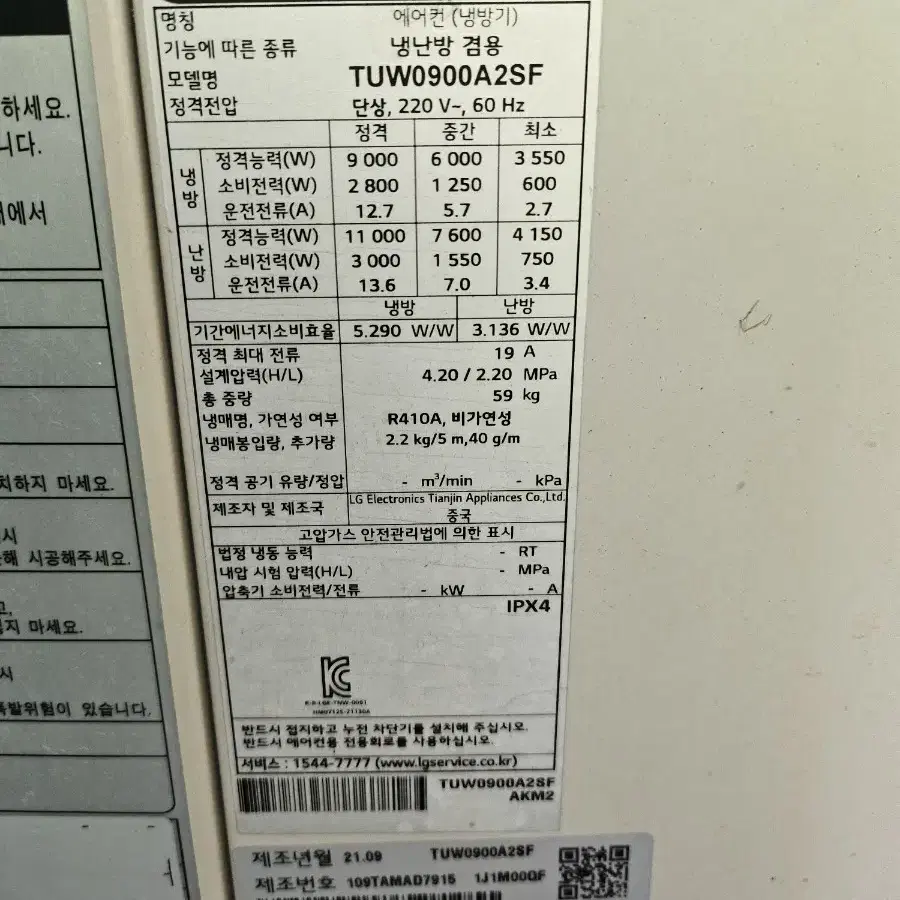 하세요.
니다.
에서
치하지 마세요.
시
해 시공해주세요.
고,
지 마세요.
시
폭발위험이 있습니다.
명칭 에어컨 (냉방기)
기능에 따른 종류 냉난방 겸용
모델명 TUW0900A2SF
정격전압 단상, 220 V~, 60 Hz
정격 중간 최소
냉방
정격능력(W) 9 000 6 000 3 550
소비전력(W) 2 800 1 250 600
운전전류(A) 12.7 5.7 2.7
난방
정격능력(W) 11 000 7 600 4 150
소비전력(W) 3 000 1 550 750
운전전류(A) 13.6 7.0 3.4
냉방 난방
기간에너지소비효율 5.290 W/W 3.136 W/W
정격 최대 전류 19 A
설계압력(H/L) 4.20 / 2.20 MPa
총 중량 59 kg
냉매명, 가연성 여부 R410A, 비가연성
냉매봉입량, 추가량 2.2 kg/5 m,40 g/m
정격 공기 유량/정압 - m³/min - kPa
제조자 및 제조국 LG Electronics Tianjin Appliances Co.,Ltd.
중국
고압가스 안전관리법에 의한 표시
법정 냉동 능력 - RT
내압 시험 압력(H/L) - MPa
압축기 소비전력/전류 - kW - A
IPX4
반드시 접지하고 누전 차단기를 설치해 주십시오.
반드시 에어컨용 전용회로를 사용하십시오.
서비스 : 1544-7777 (www.lgservice.co.kr)
TUW0900A2SF
AKM2
제조년월 21.09 TUW0900A2SF
제조번호 109TAMAD7915 1J1M00QF